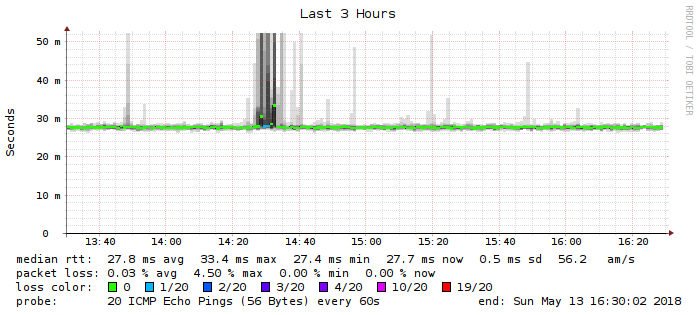 Last 3 Hours
RRDTOOL / TOBI OETIKER
Seconds
50 m
40 m
30 m
20 m
10 m
0
13:40 14:00 14:20 14:40 15:00 15:20 15:40 16:00 16:20
median rtt: 27.8 ms avg 33.4 ms max 27.4 ms min 27.7 ms now 0.5 ms sd 56.2 am/s
packet loss: 0.03 % avg 4.50 % max 0.00 % min 0.00 % now
loss color: 0 1/20 2/20 3/20 4/20 10/20 19/20
probe: 20 ICMP Echo Pings (56 Bytes) every 60s end: Sun May 13 16:30:02 2018